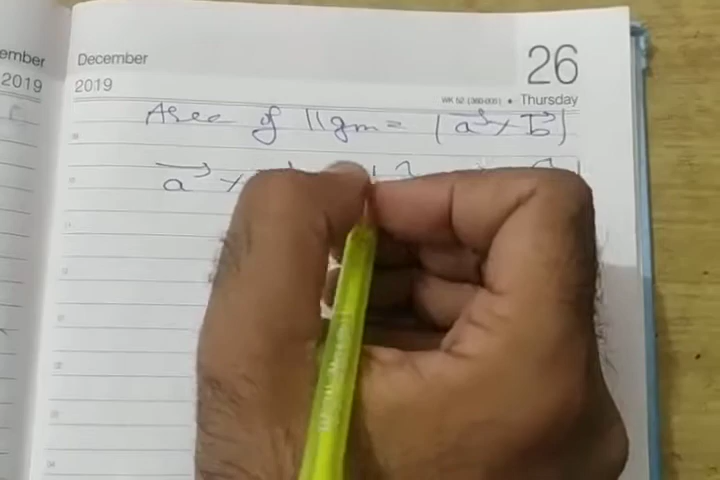 ember
2019
December
2019
26
WK 52 (360-005) • Thursday
Area of ||gm = |a⃗ × b⃗|
a⃗ ×